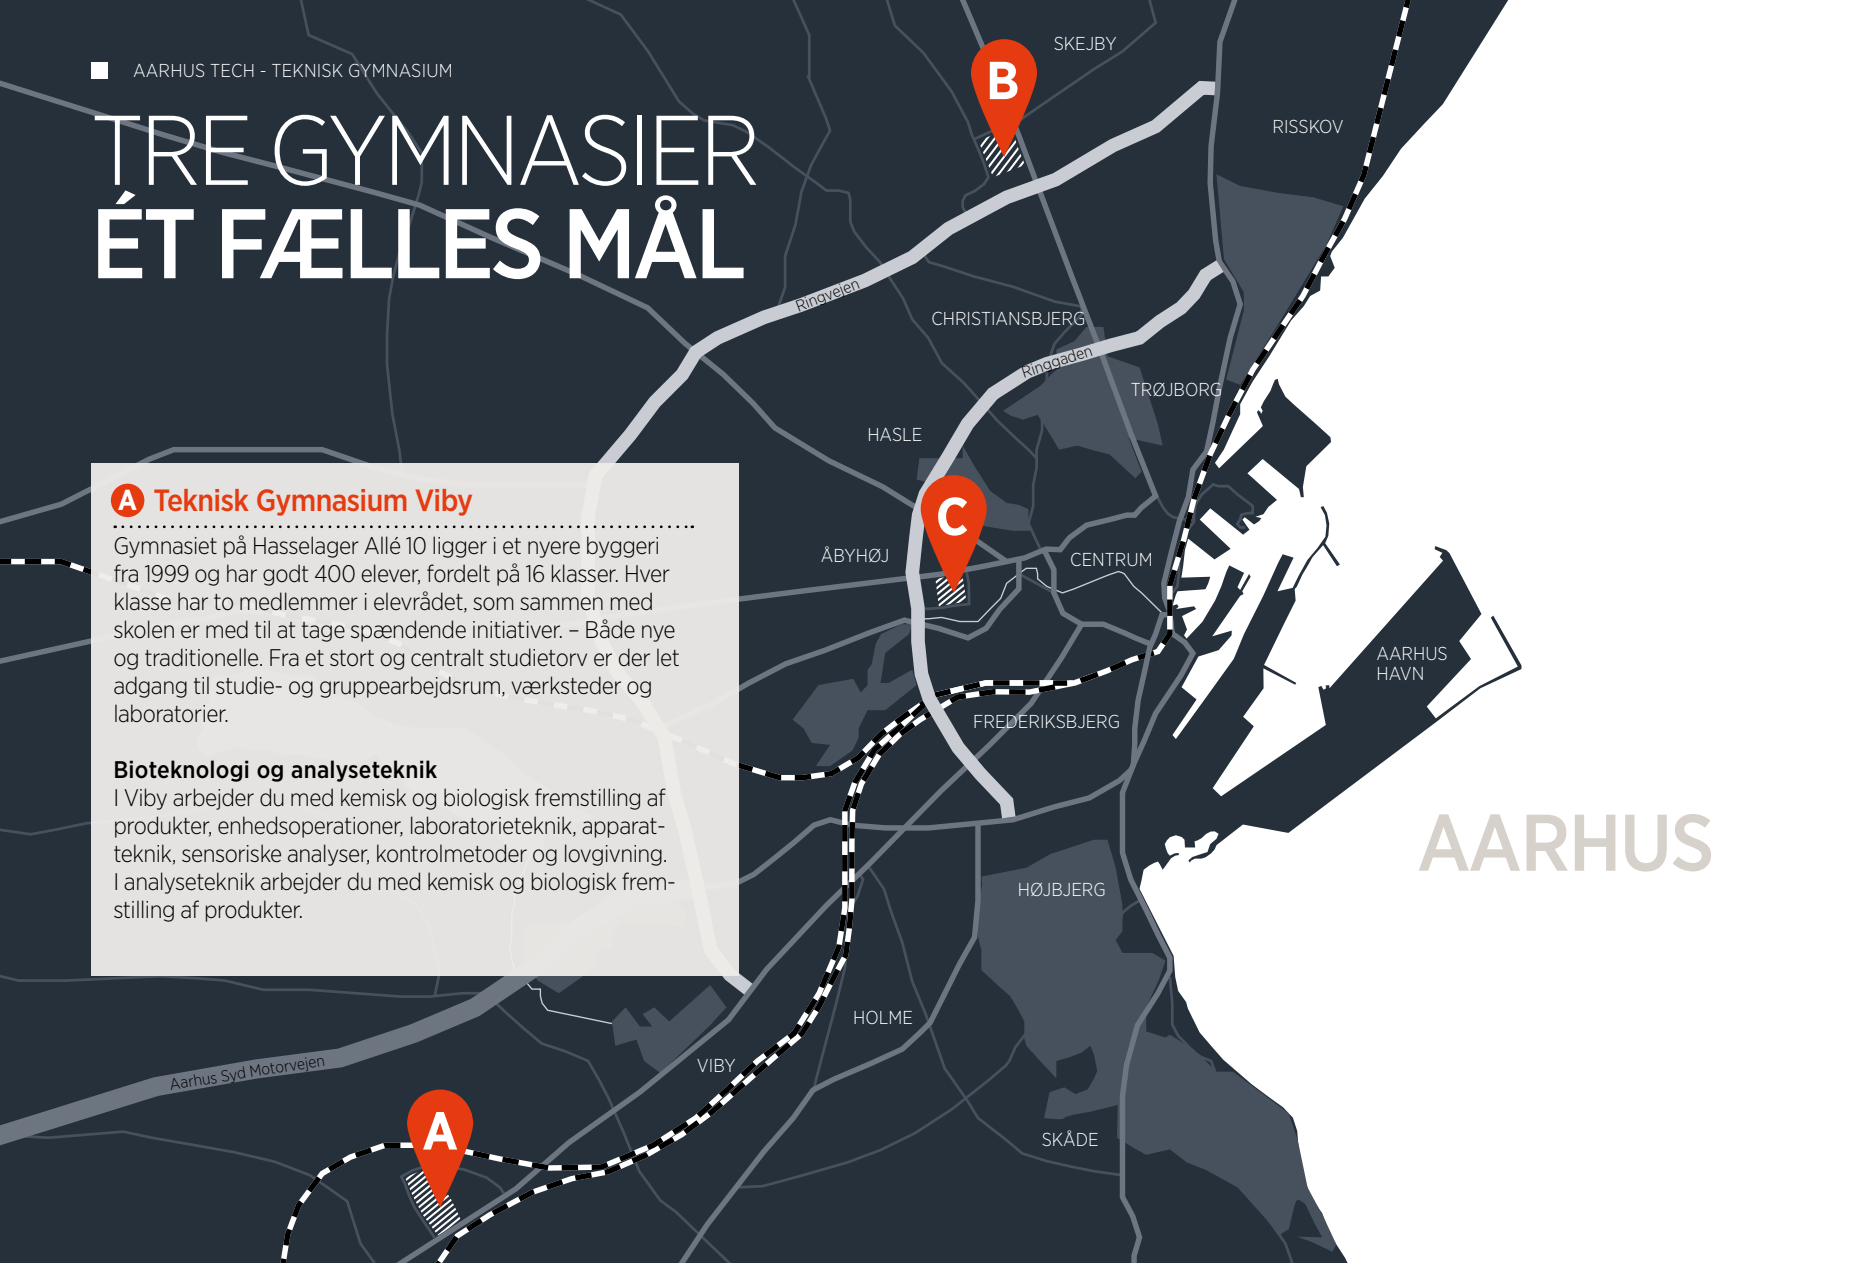 AARHUS TECH - TEKNISK GYMNASIUM
TRE GYMNASIER
ÉT FÆLLES MÅL
A Teknisk Gymnasium Viby
Gymnasiet på Hasselager Allé 10 ligger i et nyere byggeri
fra 1999 og har godt 400 elever, fordelt på 16 klasser. Hver
klasse har to medlemmer i elevrådet, som sammen med
skolen er med til at tage spændende initiativer. – Både nye
og traditionelle. Fra et stort og centralt studietorv er der let
adgang til studie- og gruppearbejdsrum, værksteder og
laboratorier.
Bioteknologi og analyseteknik
I Viby arbejder du med kemisk og biologisk fremstilling af
produkter, enhedsoperationer, laboratorieteknik, apparat-
teknik, sensoriske analyser, kontrolmetoder og lovgivning.
I analyseteknik arbejder du med kemisk og biologisk frem-
stilling af produkter.
SKEJBY
B
RISSKOV
Ringvejen
CHRISTIANSBJERG
Ringgaden
TRØJBORG
HASLE
C
ÅBYHØJ
CENTRUM
AARHUS
HAVN
FREDERIKSBJERG
AARHUS
HØJBJERG
HOLME
VIBY
Aarhus Syd Motorvejen
A
SKÅDE